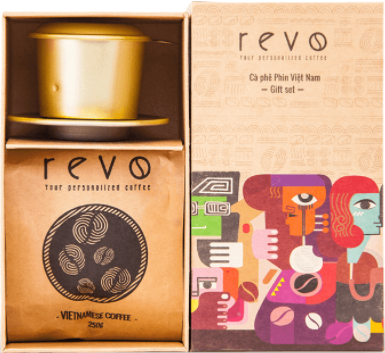 revo
Your personalized coffee
- VIETNAMESE COFFEE -
250g
revo
Your personalized coffee
Cà phê Phin Việt Nam
— Gift set —